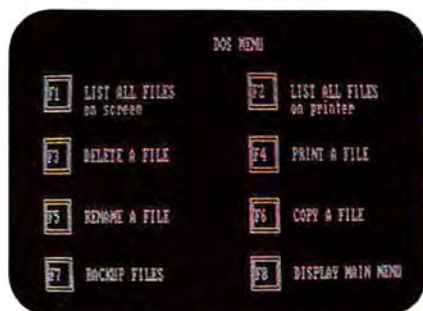 DOS MENU
F1 LIST ALL FILES
on screen
F2 LIST ALL FILES
on printer
F3 DELETE A FILE
F4 PRINT A FILE
F5 RENAME A FILE
F6 COPY A FILE
F7 BACKUP FILES
F8 DISPLAY MAIN MENU